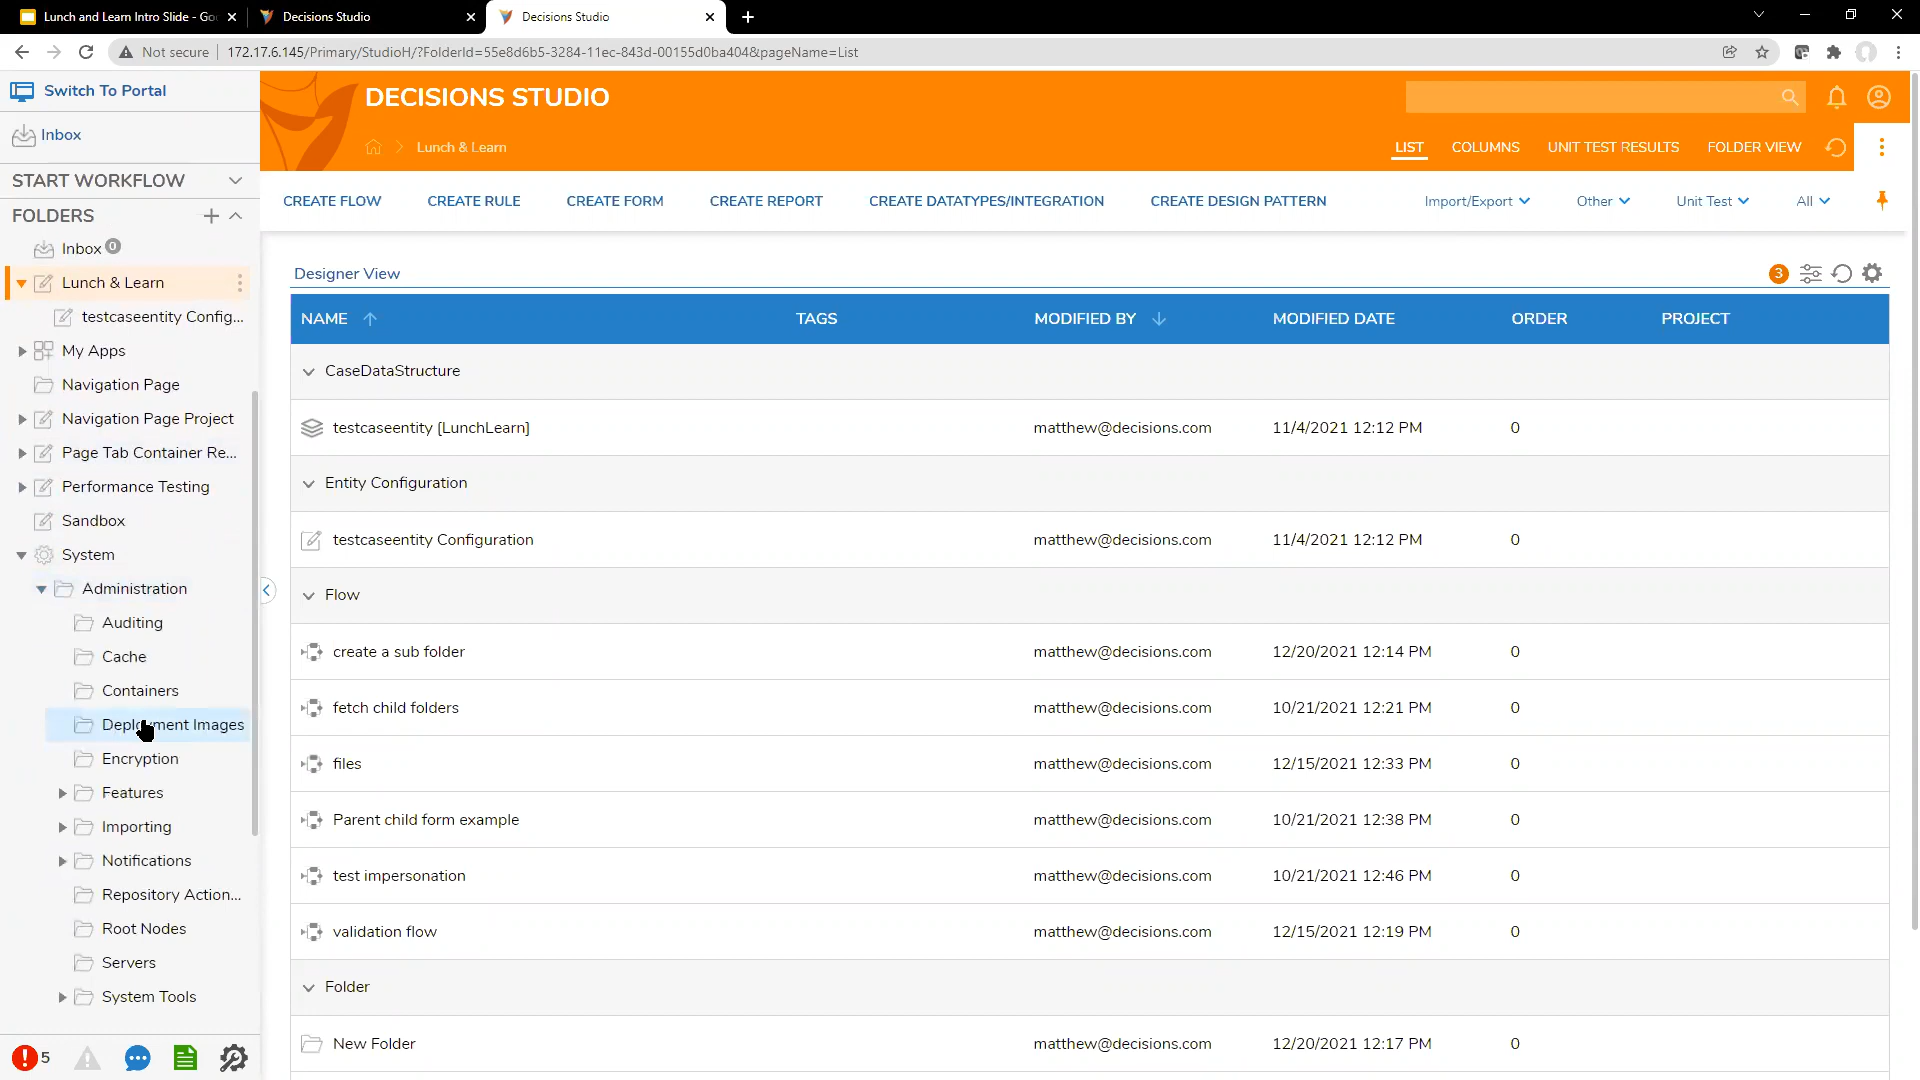 Lunch and Learn Intro Slide - Go
Decisions Studio
Decisions Studio
Not secure
172.17.6.145/Primary/StudioH/?FolderId=55e8d6b5-3284-11ec-843d-00155d0ba404&pageName=List
Switch To Portal
DECISIONS STUDIO
Inbox
Lunch & Learn
LIST
COLUMNS
UNIT TEST RESULTS
FOLDER VIEW
START WORKFLOW
FOLDERS
CREATE FLOW
CREATE RULE
CREATE FORM
CREATE REPORT
CREATE DATATYPES/INTEGRATION
CREATE DESIGN PATTERN
Import/Export
Other
Unit Test
All
Inbox 0
Lunch & Learn
testcaseentity Config...
My Apps
Navigation Page
Navigation Page Project
Page Tab Container Re...
Performance Testing
Sandbox
System
Administration
Auditing
Cache
Containers
Deployment Images
Encryption
Features
Importing
Notifications
Repository Action...
Root Nodes
Servers
System Tools
5
Designer View
3
NAME TAGS MODIFIED BY MODIFIED DATE ORDER PROJECT
CaseDataStructure
testcaseentity [LunchLearn] matthew@decisions.com 11/4/2021 12:12 PM 0
Entity Configuration
testcaseentity Configuration matthew@decisions.com 11/4/2021 12:12 PM 0
Flow
create a sub folder matthew@decisions.com 12/20/2021 12:14 PM 0
fetch child folders matthew@decisions.com 10/21/2021 12:21 PM 0
files matthew@decisions.com 12/15/2021 12:33 PM 0
Parent child form example matthew@decisions.com 10/21/2021 12:38 PM 0
test impersonation matthew@decisions.com 10/21/2021 12:46 PM 0
validation flow matthew@decisions.com 12/15/2021 12:19 PM 0
Folder
New Folder matthew@decisions.com 12/20/2021 12:17 PM 0